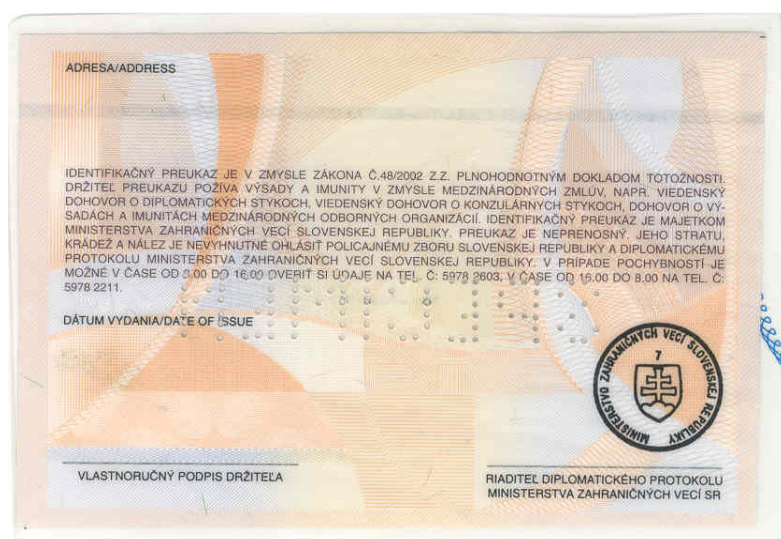 ADRESA/ADDRESS
IDENTIFIKAČNÝ PREUKAZ JE V ZMYSLE ZÁKONA Č.48/2002 Z.Z. PLNOHODNOTNÝM DOKLADOM TOTOŽNOSTI.
DRŽITEĽ PREUKAZU POŽÍVA VÝSADY A IMUNITY V ZMYSLE MEDZINÁRODNÝCH ZMLÚV, NAPR. VIEDENSKÝ
DOHOVOR O DIPLOMATICKÝCH STYKOCH, VIEDENSKÝ DOHOVOR O KONZULÁRNYCH STYKOCH, DOHOVOR O VÝ-
SADÁCH A IMUNITÁCH MEDZINÁRODNÝCH ODBORNÝCH ORGANIZÁCIÍ. IDENTIFIKAČNÝ PREUKAZ JE MAJETKOM
MINISTERSTVA ZAHRANIČNÝCH VECÍ SLOVENSKEJ REPUBLIKY. PREUKAZ JE NEPRENOSNÝ. JEHO STRATU,
KRÁDEŽ A NÁLEZ JE NEVYHNUTNÉ OHLÁSIŤ POLICAJNÉMU ZBORU SLOVENSKEJ REPUBLIKY A DIPLOMATICKÉMU
PROTOKOLU MINISTERSTVA ZAHRANIČNÝCH VECÍ SLOVENSKEJ REPUBLIKY. V PRÍPADE POCHYBNOSTÍ JE
MOŽNÉ V ČASE OD 8.00 DO 16.00 OVERIŤ SI ÚDAJE NA TEL. Č: 5978 2603, V ČASE OD 16.00 DO 8.00 NA TEL. Č:
5978 2211.
DÁTUM VYDANIA/DATE OF ISSUE
MINISTERSTVO ZAHRANIČNÝCH VECÍ SLOVENSKEJ REPUBLIKY
7
VLASTNORUČNÝ PODPIS DRŽITEĽA
RIADITEĽ DIPLOMATICKÉHO PROTOKOLU
MINISTERSTVA ZAHRANIČNÝCH VECÍ SR